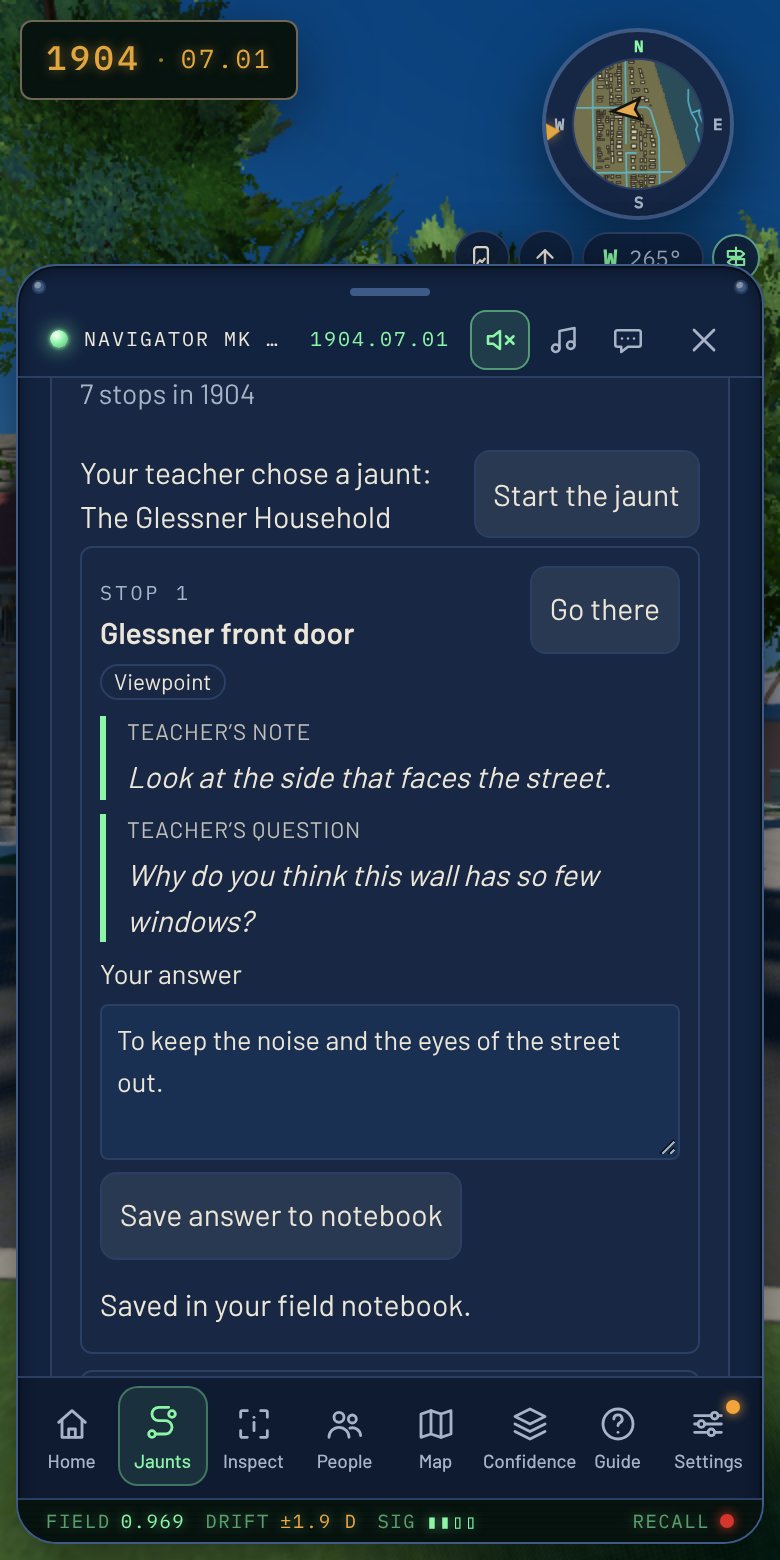 1904 · 07.01
N
W
E
S
W 265°
NAVIGATOR MK … 1904.07.01
7 stops in 1904
Your teacher chose a jaunt:
The Glessner Household
Start the jaunt
STOP 1
Glessner front door
Go there
Viewpoint
TEACHER'S NOTE
Look at the side that faces the street.
TEACHER'S QUESTION
Why do you think this wall has so few
windows?
Your answer
To keep the noise and the eyes of the street
out.
Save answer to notebook
Saved in your field notebook.
Home Jaunts Inspect People Map Confidence Guide Settings
FIELD 0.969 DRIFT ±1.9 D SIG RECALL